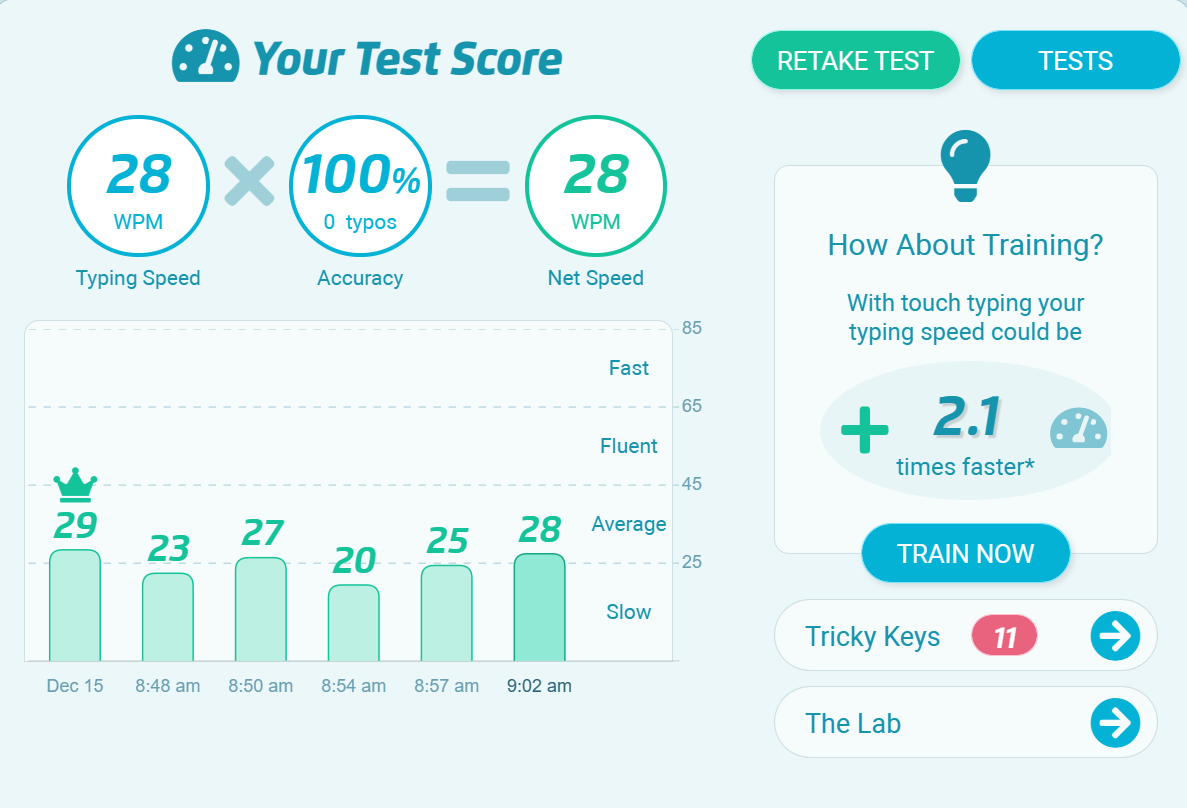 Your Test Score
RETAKE TEST
TESTS
28
WPM
Typing Speed
100%
0 typos
Accuracy
28
WPM
Net Speed
85
Fast
65
Fluent
45
Average
25
Slow
29
23
27
20
25
28
Dec 15
8:48 am
8:50 am
8:54 am
8:57 am
9:02 am
How About Training?
With touch typing your
typing speed could be
2.1
times faster*
TRAIN NOW
Tricky Keys 11
The Lab